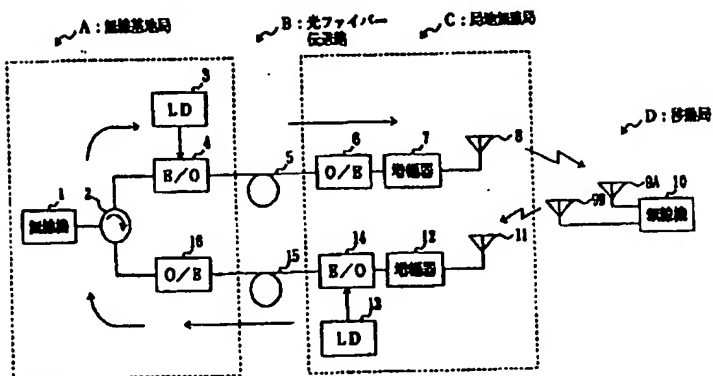 A：無線基地局
B：光ファイバー
伝送路
C：局地無線局
D：移動局
3
LD
4
E/O
5
6
O/E
7
増幅器
8
1
無線機
2
9A
9B
10
無線機
16
O/E
15
14
E/O
12
増幅器
11
13
LD